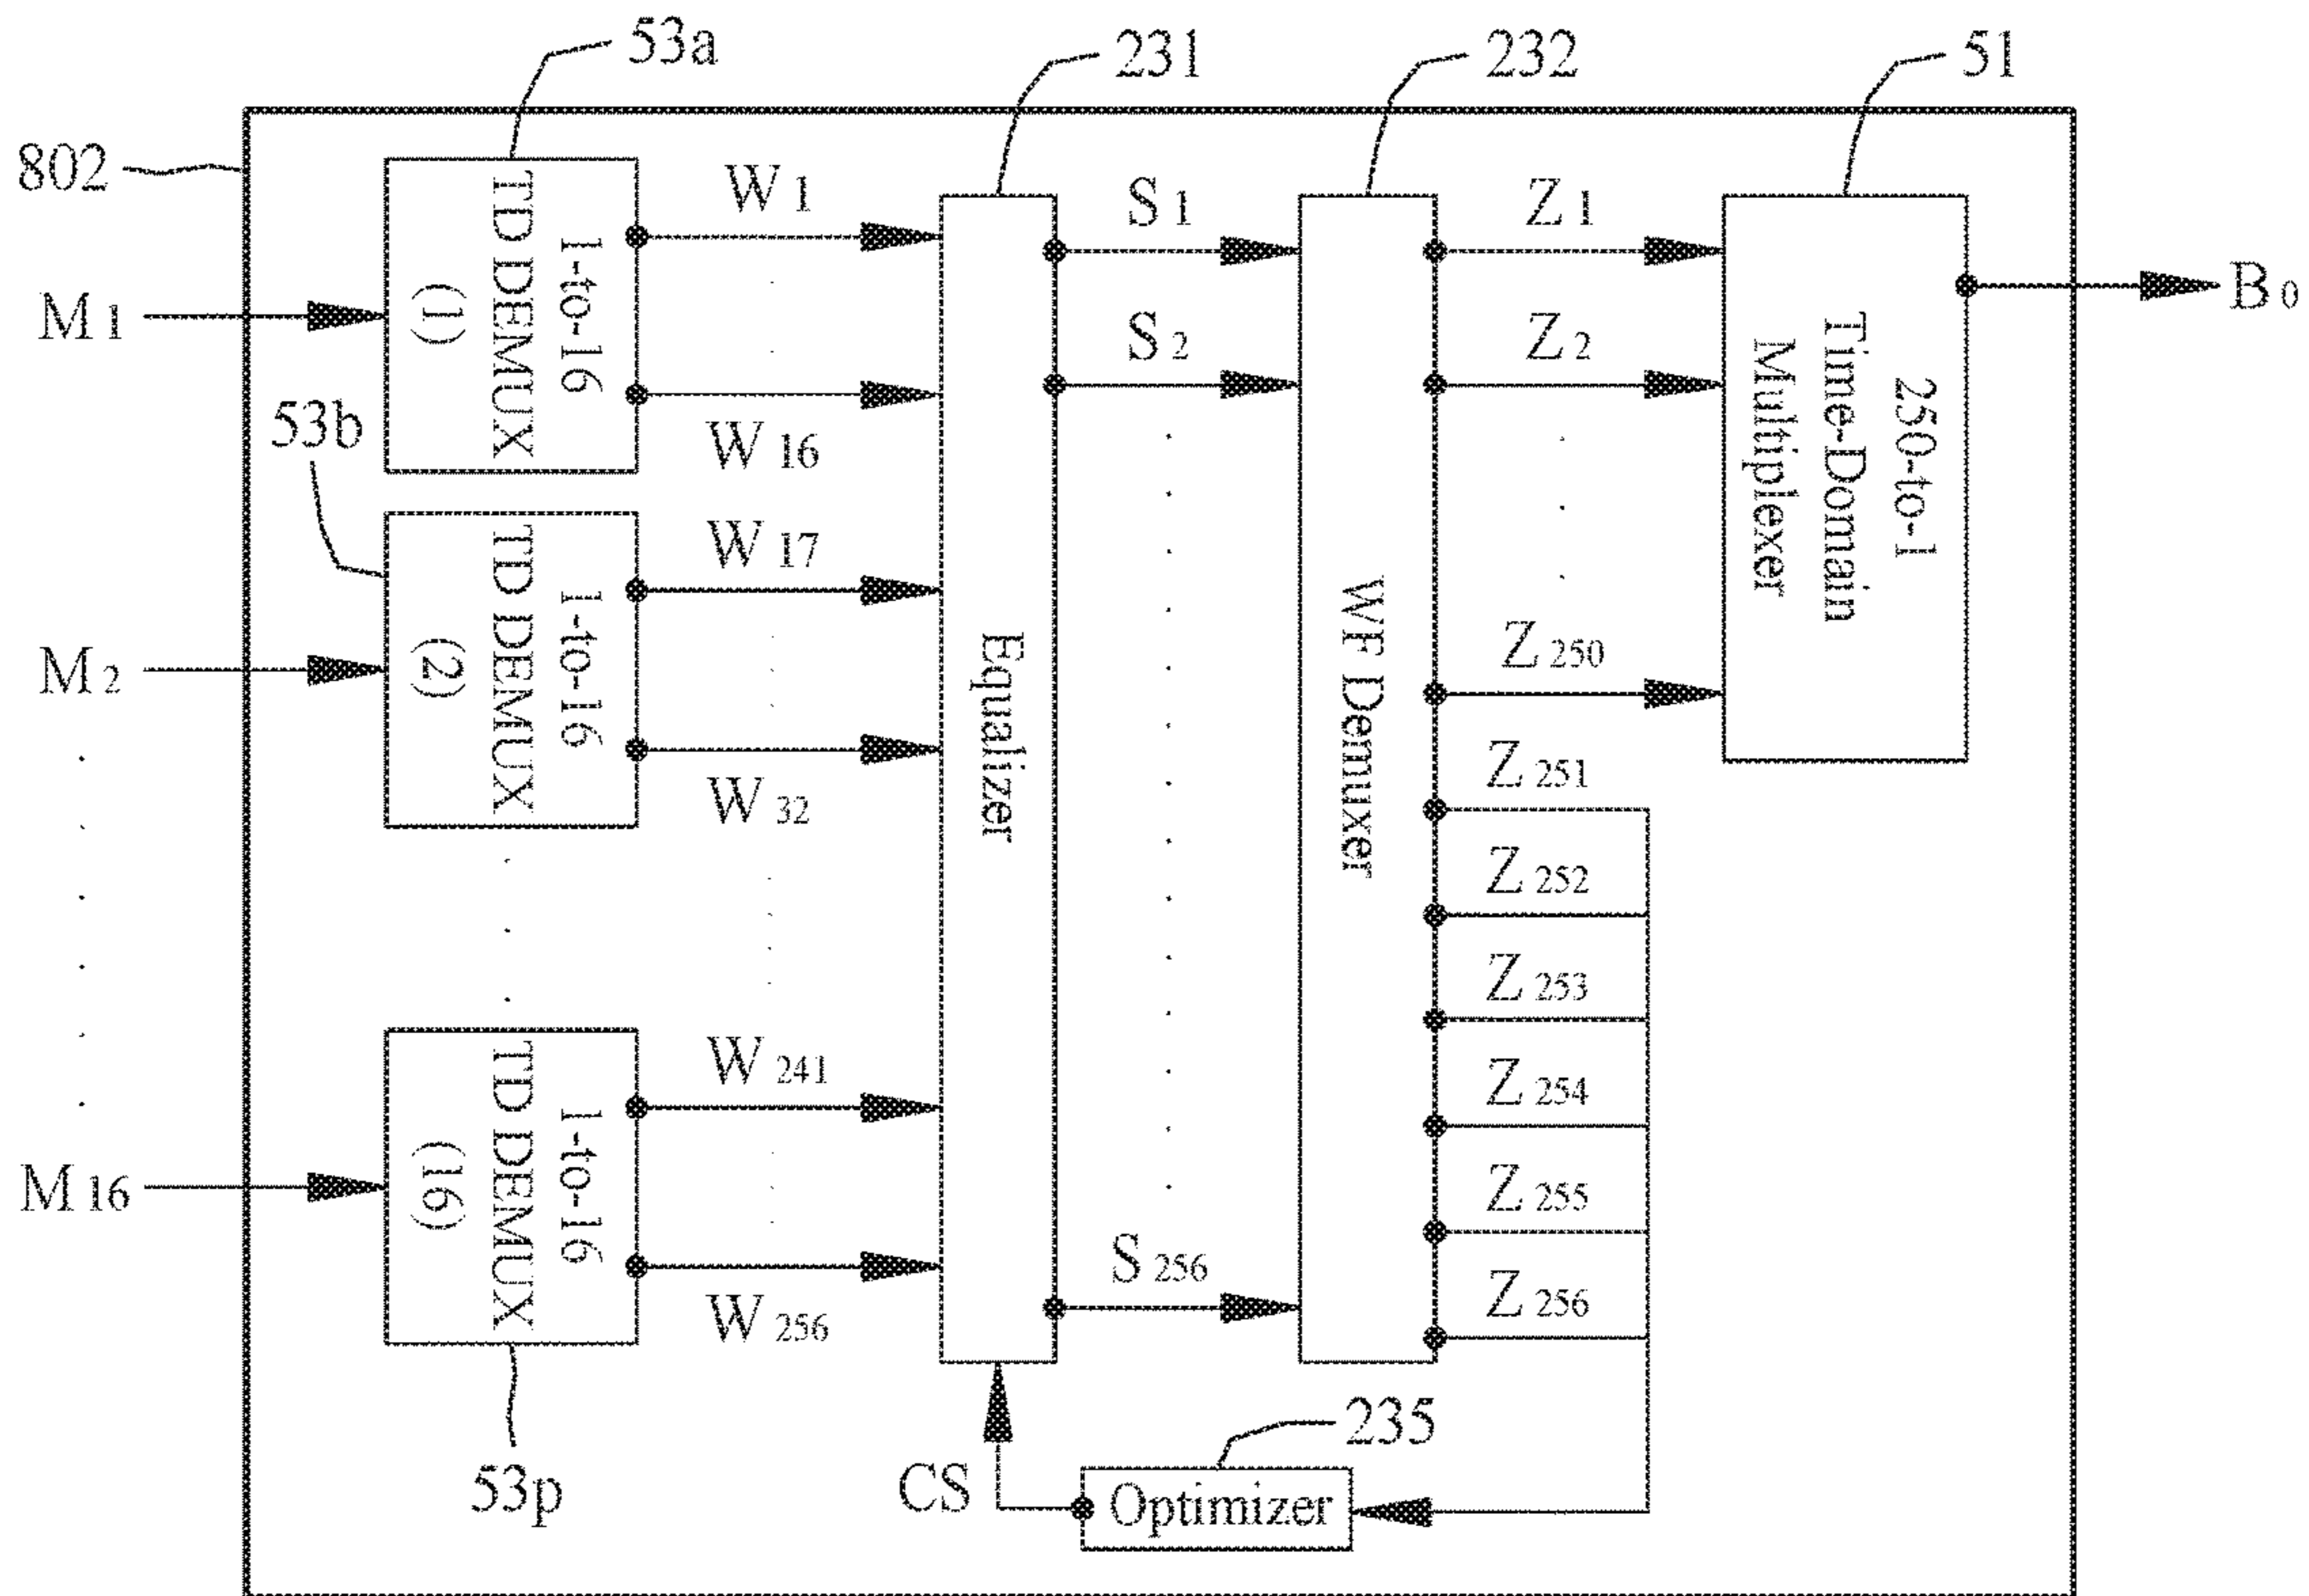 53a
231
232
51
802
M1
M2
M16
1-to-16
TD DEMUX
(1)
53b
1-to-16
TD DEMUX
(2)
1-to-16
TD DEMUX
(16)
53p
W1
W16
W17
W32
W241
W256
Equalizer
S1
S2
S256
WF Demuxer
Z1
Z2
Z250
Z251
Z252
Z253
Z254
Z255
Z256
250-to-1
Time-Domain
Multiplexer
B0
CS
Optimizer
235